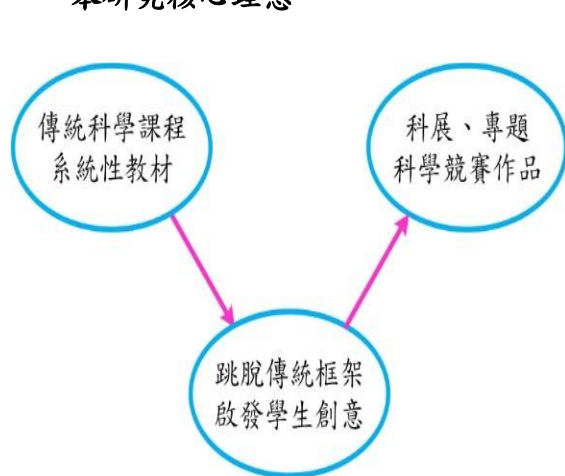 本研究核心理念
傳統科學課程
系統性教材
科展、專題
科學競賽作品
跳脫傳統框架
啟發學生創意